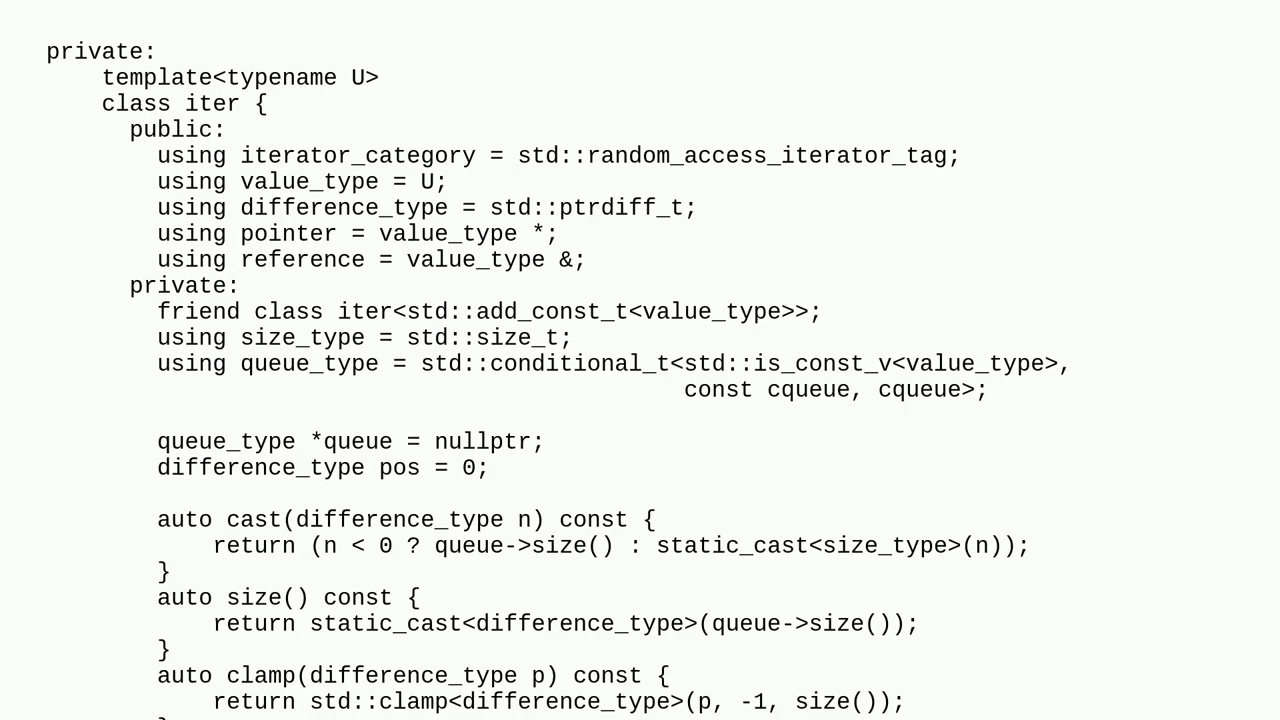 private:
    template<typename U>
    class iter {
      public:
        using iterator_category = std::random_access_iterator_tag;
        using value_type = U;
        using difference_type = std::ptrdiff_t;
        using pointer = value_type *;
        using reference = value_type &;
      private:
        friend class iter<std::add_const_t<value_type>>;
        using size_type = std::size_t;
        using queue_type = std::conditional_t<std::is_const_v<value_type>,
                                              const cqueue, cqueue>;
        queue_type *queue = nullptr;
        difference_type pos = 0;
        auto cast(difference_type n) const {
            return (n < 0 ? queue->size() : static_cast<size_type>(n));
        }
        auto size() const {
            return static_cast<difference_type>(queue->size());
        }
        auto clamp(difference_type p) const {
            return std::clamp<difference_type>(p, -1, size());